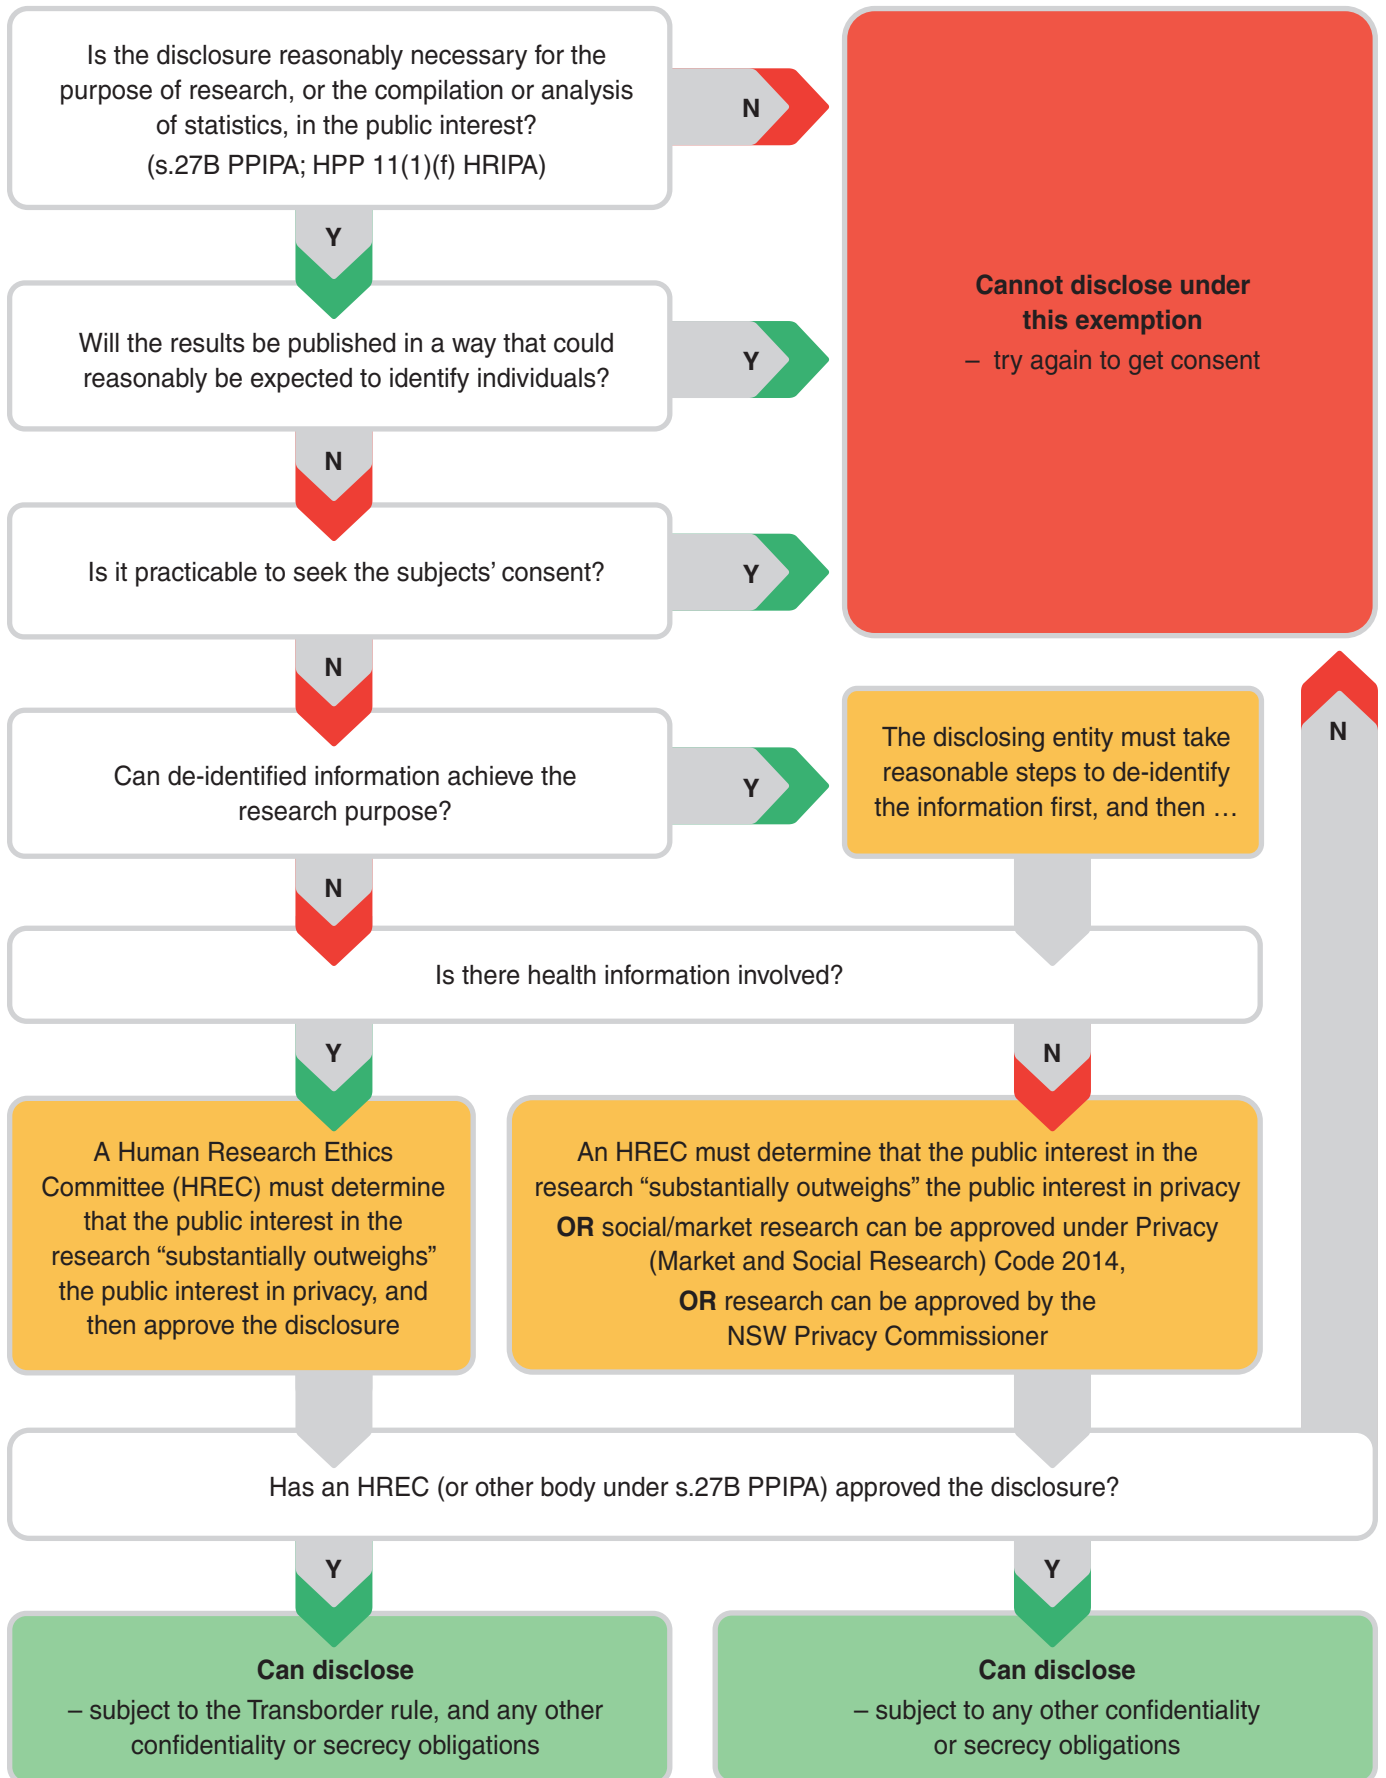 Is the disclosure reasonably necessary for the
purpose of research, or the compilation or analysis
of statistics, in the public interest?
(s.27B PPIPA; HPP 11(1)(f) HRIPA)
N
Y
Cannot disclose under
this exemption
– try again to get consent
Will the results be published in a way that could
reasonably be expected to identify individuals?
Y
N
Is it practicable to seek the subjects’ consent?
Y
N
Can de-identified information achieve the
research purpose?
Y
The disclosing entity must take
reasonable steps to de-identify
the information first, and then …
N
N
Is there health information involved?
Y
N
A Human Research Ethics
Committee (HREC) must determine
that the public interest in the
research “substantially outweighs”
the public interest in privacy, and
then approve the disclosure
An HREC must determine that the public interest in the
research “substantially outweighs” the public interest in privacy
OR social/market research can be approved under Privacy
(Market and Social Research) Code 2014,
OR research can be approved by the
NSW Privacy Commissioner
Has an HREC (or other body under s.27B PPIPA) approved the disclosure?
Y
Y
Can disclose
– subject to the Transborder rule, and any other
confidentiality or secrecy obligations
Can disclose
– subject to any other confidentiality
or secrecy obligations